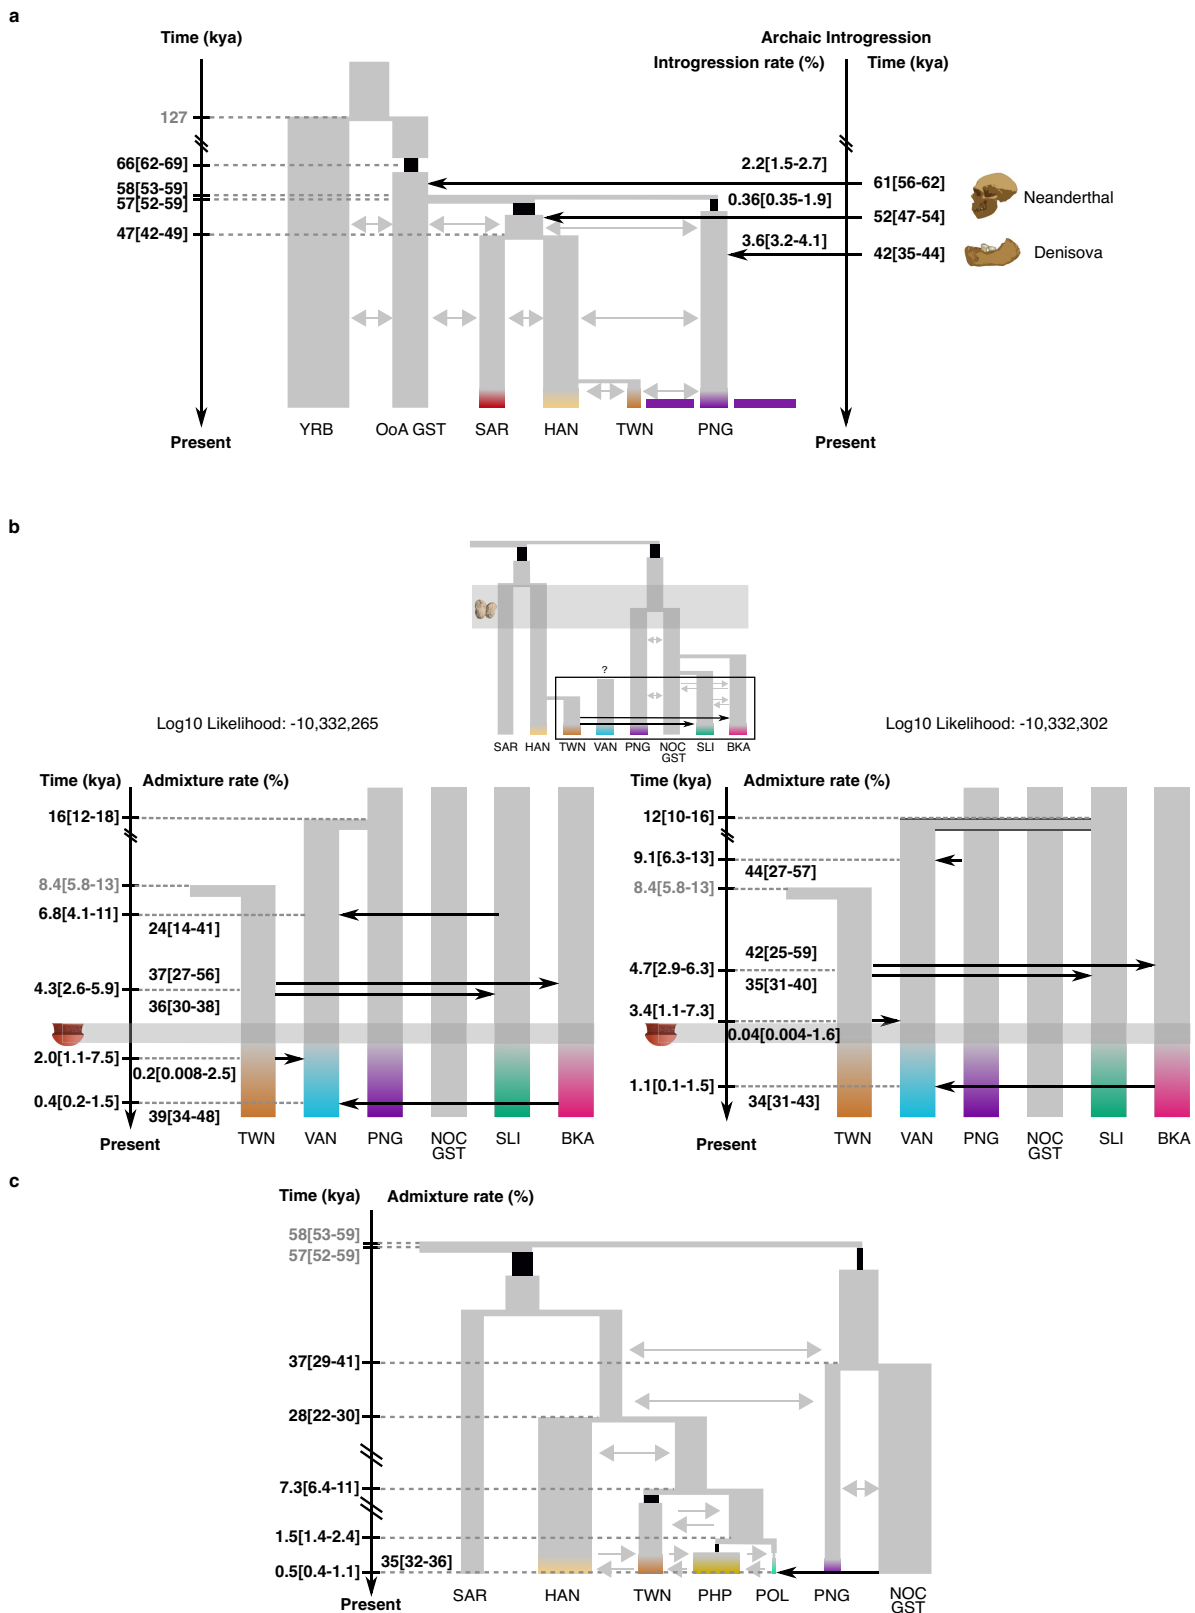 a
Time (kya)
Archaic Introgression
Introgression rate (%)
Time (kya)
127
66[62-69]
58[53-59]
57[52-59]
47[42-49]
2.2[1.5-2.7]
61[56-62]
0.36[0.35-1.9]
52[47-54]
3.6[3.2-4.1]
42[35-44]
Neanderthal
Denisova
YRB
OoA GST
SAR
HAN
TWN
PNG
Present
Present
b
?
SAR
HAN
TWN
VAN
PNG
NOC
GST
SLI
BKA
Log10 Likelihood: -10,332,265
Time (kya)
Admixture rate (%)
16[12-18]
8.4[5.8-13]
6.8[4.1-11]
24[14-41]
37[27-56]
4.3[2.6-5.9]
36[30-38]
2.0[1.1-7.5]
0.2[0.008-2.5]
0.4[0.2-1.5]
39[34-48]
Present
TWN
VAN
PNG
NOC
GST
SLI
BKA
Log10 Likelihood: -10,332,302
Time (kya)
Admixture rate (%)
12[10-16]
9.1[6.3-13]
44[27-57]
8.4[5.8-13]
42[25-59]
4.7[2.9-6.3]
35[31-40]
3.4[1.1-7.3]
0.04[0.004-1.6]
1.1[0.1-1.5]
34[31-43]
Present
TWN
VAN
PNG
NOC
GST
SLI
BKA
c
Time (kya)
Admixture rate (%)
58[53-59]
57[52-59]
37[29-41]
28[22-30]
7.3[6.4-11]
1.5[1.4-2.4]
35[32-36]
0.5[0.4-1.1]
Present
SAR
HAN
TWN
PHP
POL
PNG
NOC
GST